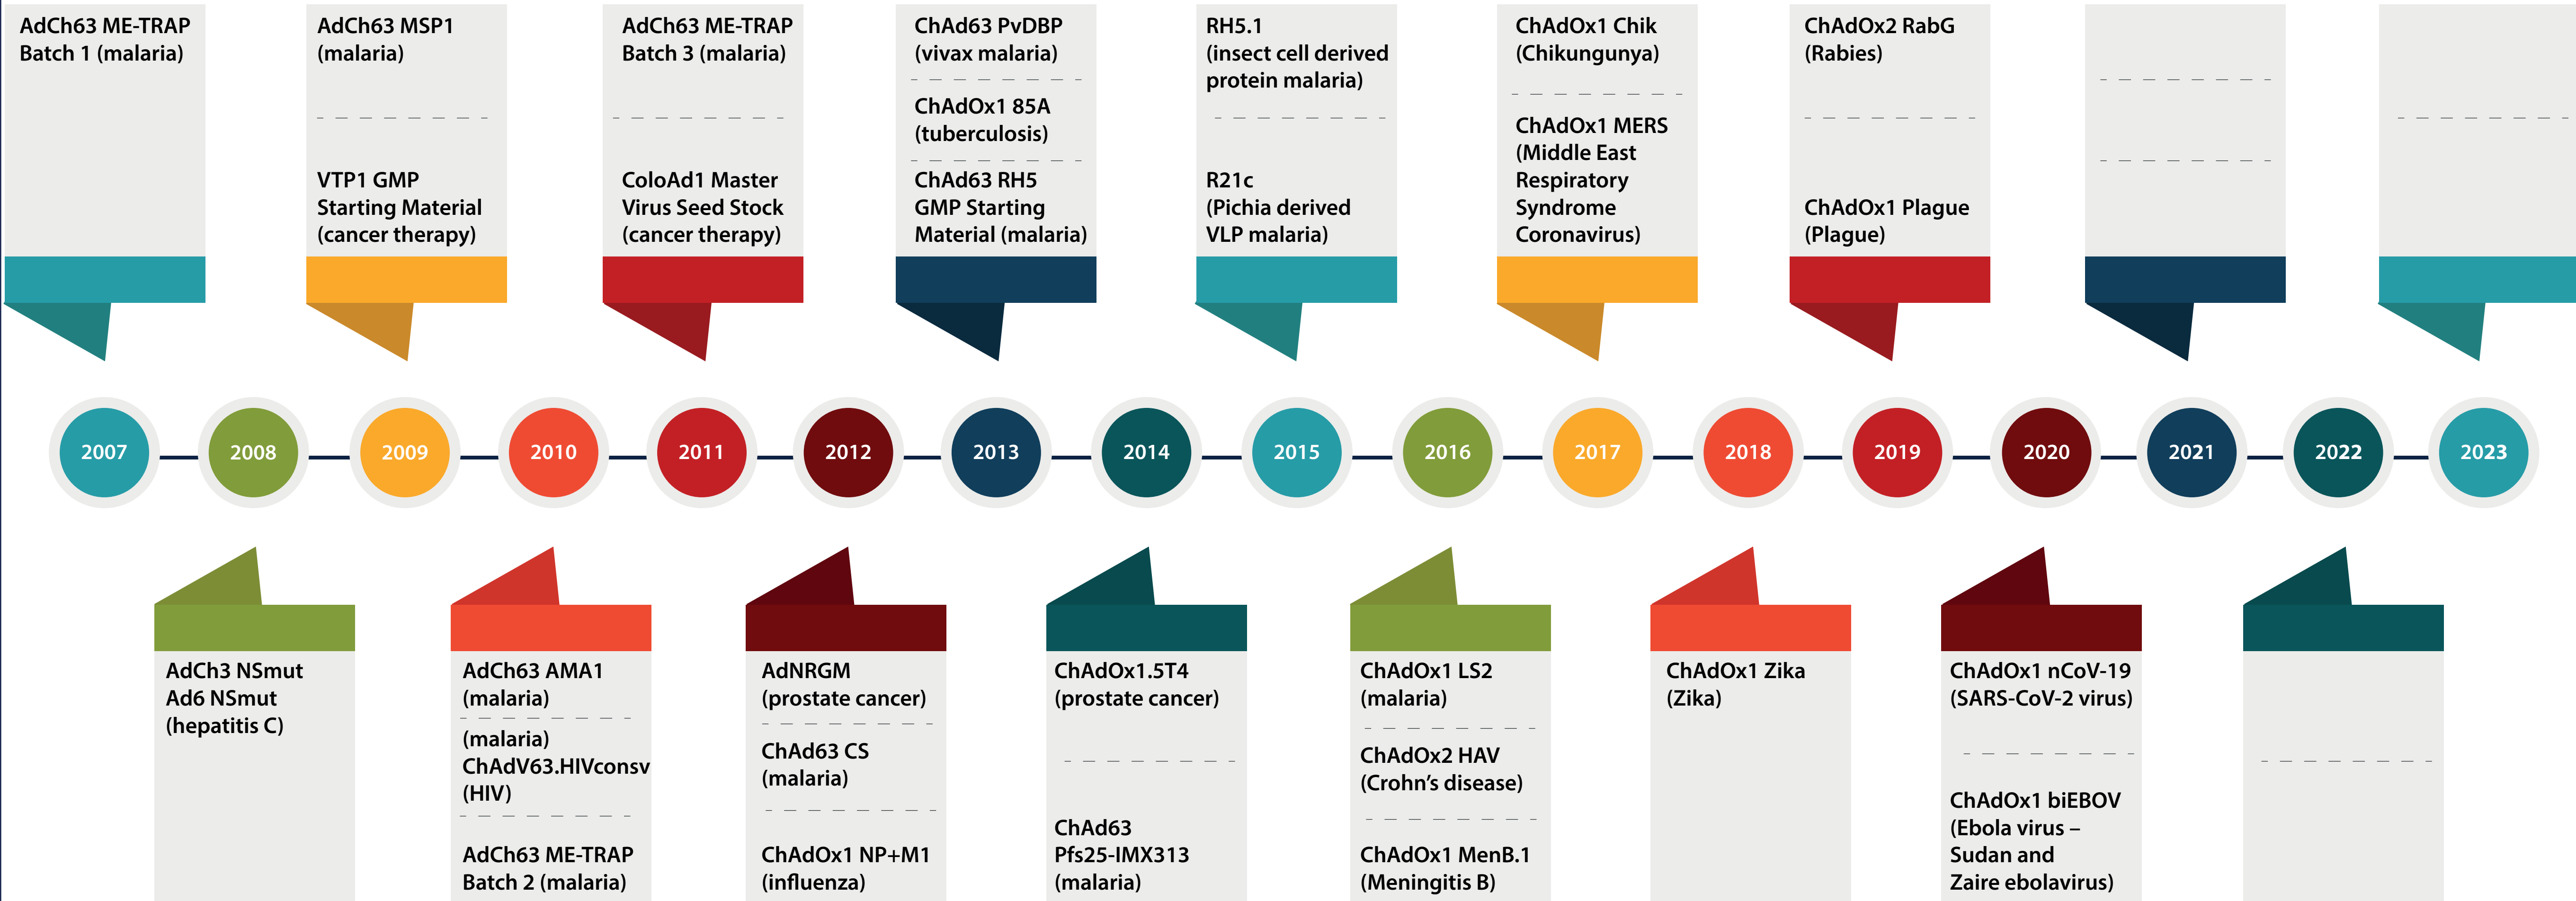 AdCh63 ME-TRAP
Batch 1 (malaria)
AdCh63 MSP1
(malaria)
VTP1 GMP
Starting Material
(cancer therapy)
AdCh63 ME-TRAP
Batch 3 (malaria)
ColoAd1 Master
Virus Seed Stock
(cancer therapy)
ChAd63 PvDBP
(vivax malaria)
ChAdOx1 85A
(tuberculosis)
ChAd63 RH5
GMP Starting
Material (malaria)
RH5.1
(insect cell derived
protein malaria)
R21c
(Pichia derived
VLP malaria)
ChAdOx1 Chik
(Chikungunya)
ChAdOx1 MERS
(Middle East
Respiratory
Syndrome
Coronavirus)
ChAdOx2 RabG
(Rabies)
ChAdOx1 Plague
(Plague)
2007
2008
2009
2010
2011
2012
2013
2014
2015
2016
2017
2018
2019
2020
2021
2022
2023
AdCh3 NSmut
Ad6 NSmut
(hepatitis C)
AdCh63 AMA1
(malaria)
(malaria)
ChAdV63.HIVconsv
(HIV)
AdCh63 ME-TRAP
Batch 2 (malaria)
AdNRGM
(prostate cancer)
ChAd63 CS
(malaria)
ChAdOx1 NP+M1
(influenza)
ChAdOx1.5T4
(prostate cancer)
ChAd63
Pfs25-IMX313
(malaria)
ChAdOx1 LS2
(malaria)
ChAdOx2 HAV
(Crohn’s disease)
ChAdOx1 MenB.1
(Meningitis B)
ChAdOx1 Zika
(Zika)
ChAdOx1 nCoV-19
(SARS-CoV-2 virus)
ChAdOx1 biEBOV
(Ebola virus –
Sudan and
Zaire ebolavirus)